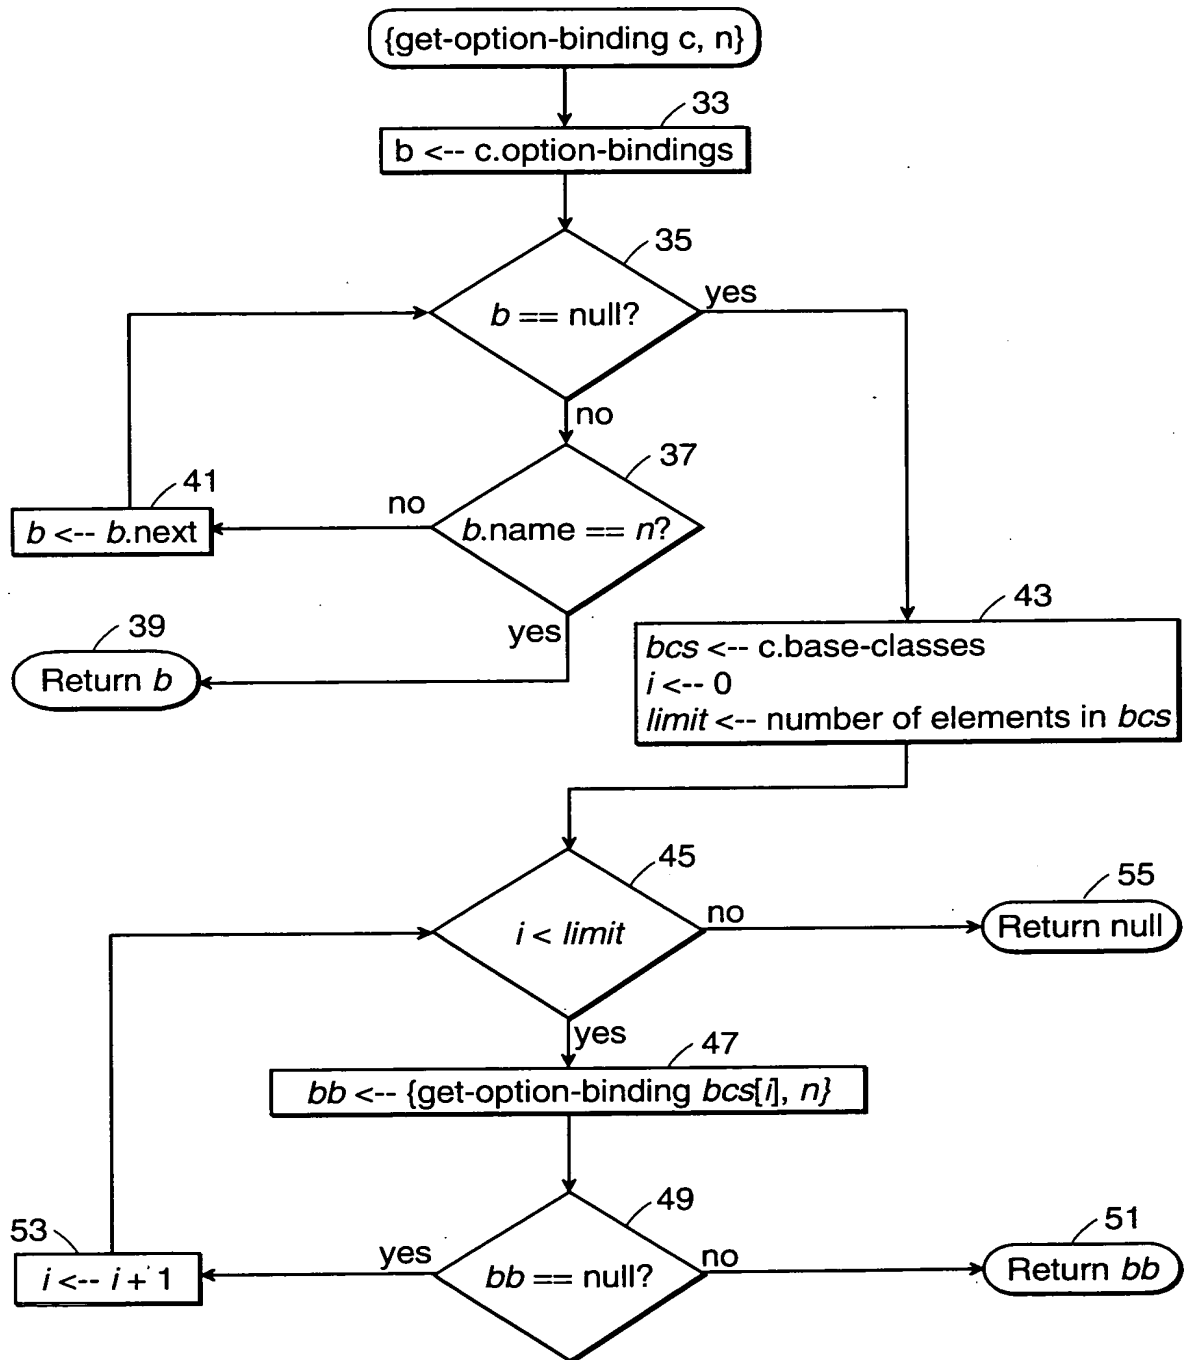 {get-option-binding c, n}
33
b <-- c.option-bindings
35
b == null?
yes
no
37
b.name == n?
no
41
b <-- b.next
yes
39
Return b
43
bcs <-- c.base-classes
i <-- 0
limit <-- number of elements in bcs
45
i < limit
no
55
Return null
yes
47
bb <-- {get-option-binding bcs[i], n}
49
bb == null?
yes
53
i <-- i + 1
no
51
Return bb